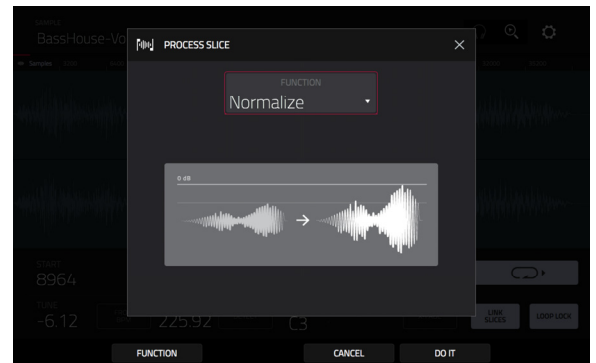 SAMPLE
BassHouse-Vo
PROCESS SLICE
Samples
FUNCTION
Normalize
0 dB
START
8964
TUNE
-6.12
225.92
C3
LINK
SLICES
LOOP LOCK
FUNCTION
CANCEL
DO IT